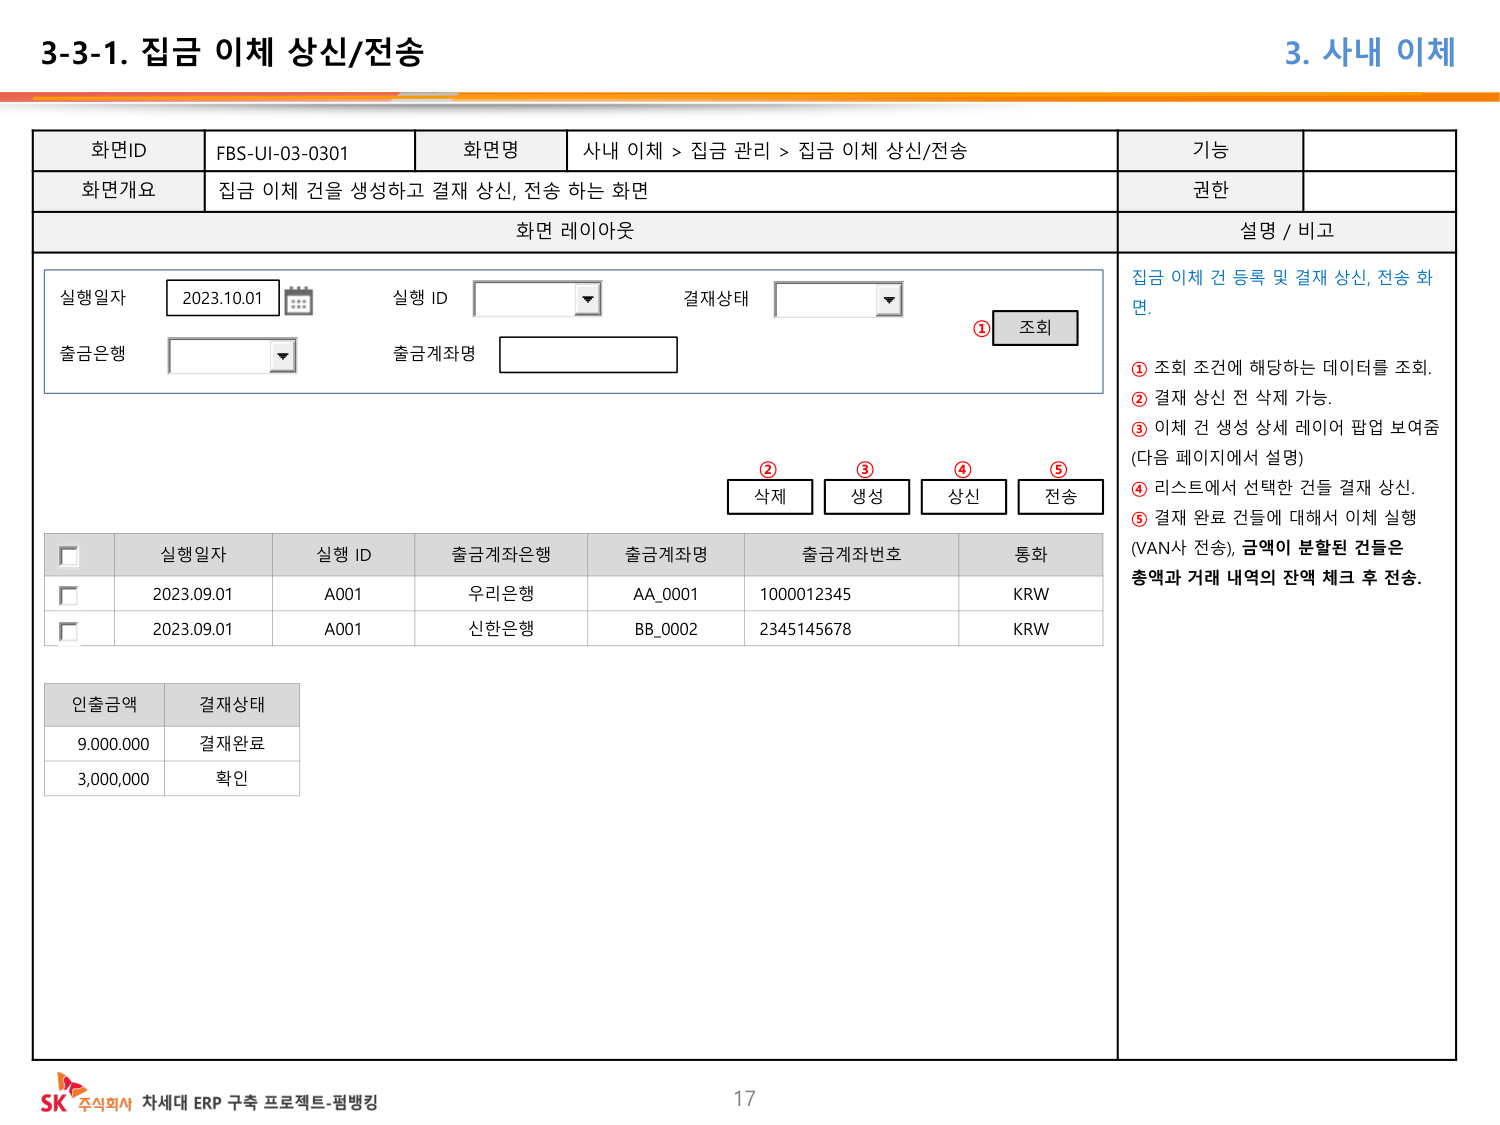 3-3-1. 집금 이체 상신/전송
3. 사내 이체
화면ID FBS-UI-03-0301 화면명 사내 이체 > 집금 관리 > 집금 이체 상신/전송 기능
화면개요 집금 이체 건을 생성하고 결재 상신, 전송 하는 화면 권한
화면 레이아웃 설명 / 비고
실행일자 2023.10.01 실행 ID 결재상태
① 조회
출금은행 출금계좌명
② ③ ④ ⑤
삭제 생성 상신 전송
실행일자 실행 ID 출금계좌은행 출금계좌명 출금계좌번호 통화
2023.09.01 A001 우리은행 AA_0001 1000012345 KRW
2023.09.01 A001 신한은행 BB_0002 2345145678 KRW
인출금액 결재상태
9.000.000 결재완료
3,000,000 확인
집금 이체 건 등록 및 결재 상신, 전송 화
면.
① 조회 조건에 해당하는 데이터를 조회.
② 결재 상신 전 삭제 가능.
③ 이체 건 생성 상세 레이어 팝업 보여줌
(다음 페이지에서 설명)
④ 리스트에서 선택한 건들 결재 상신.
⑤ 결재 완료 건들에 대해서 이체 실행
(VAN사 전송), 금액이 분할된 건들은
총액과 거래 내역의 잔액 체크 후 전송.
SK 주식회사 차세대 ERP 구축 프로젝트-펌뱅킹
17